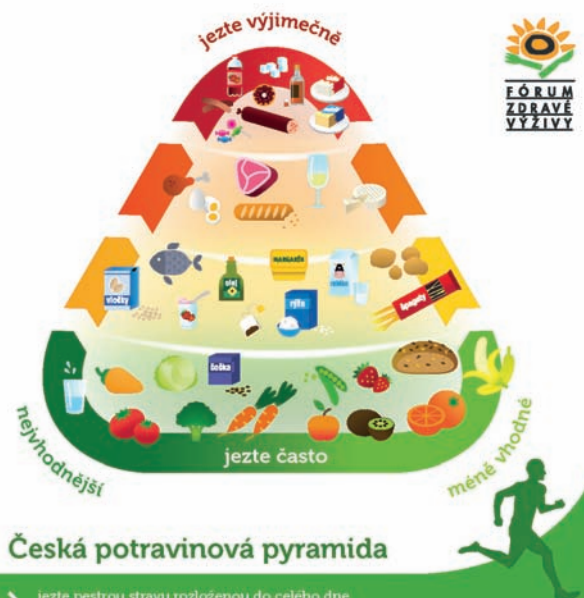 jezte výjimečně
FÓRUM
ZDRAVÉ
VÝŽIVY
MARGARÍN
olej
mléko
vločky
rýže
špagety
čočka
nejvhodnější
jezte často
méně vhodné
Česká potravinová pyramida
jezte pestrou stravu rozloženou do celého dne